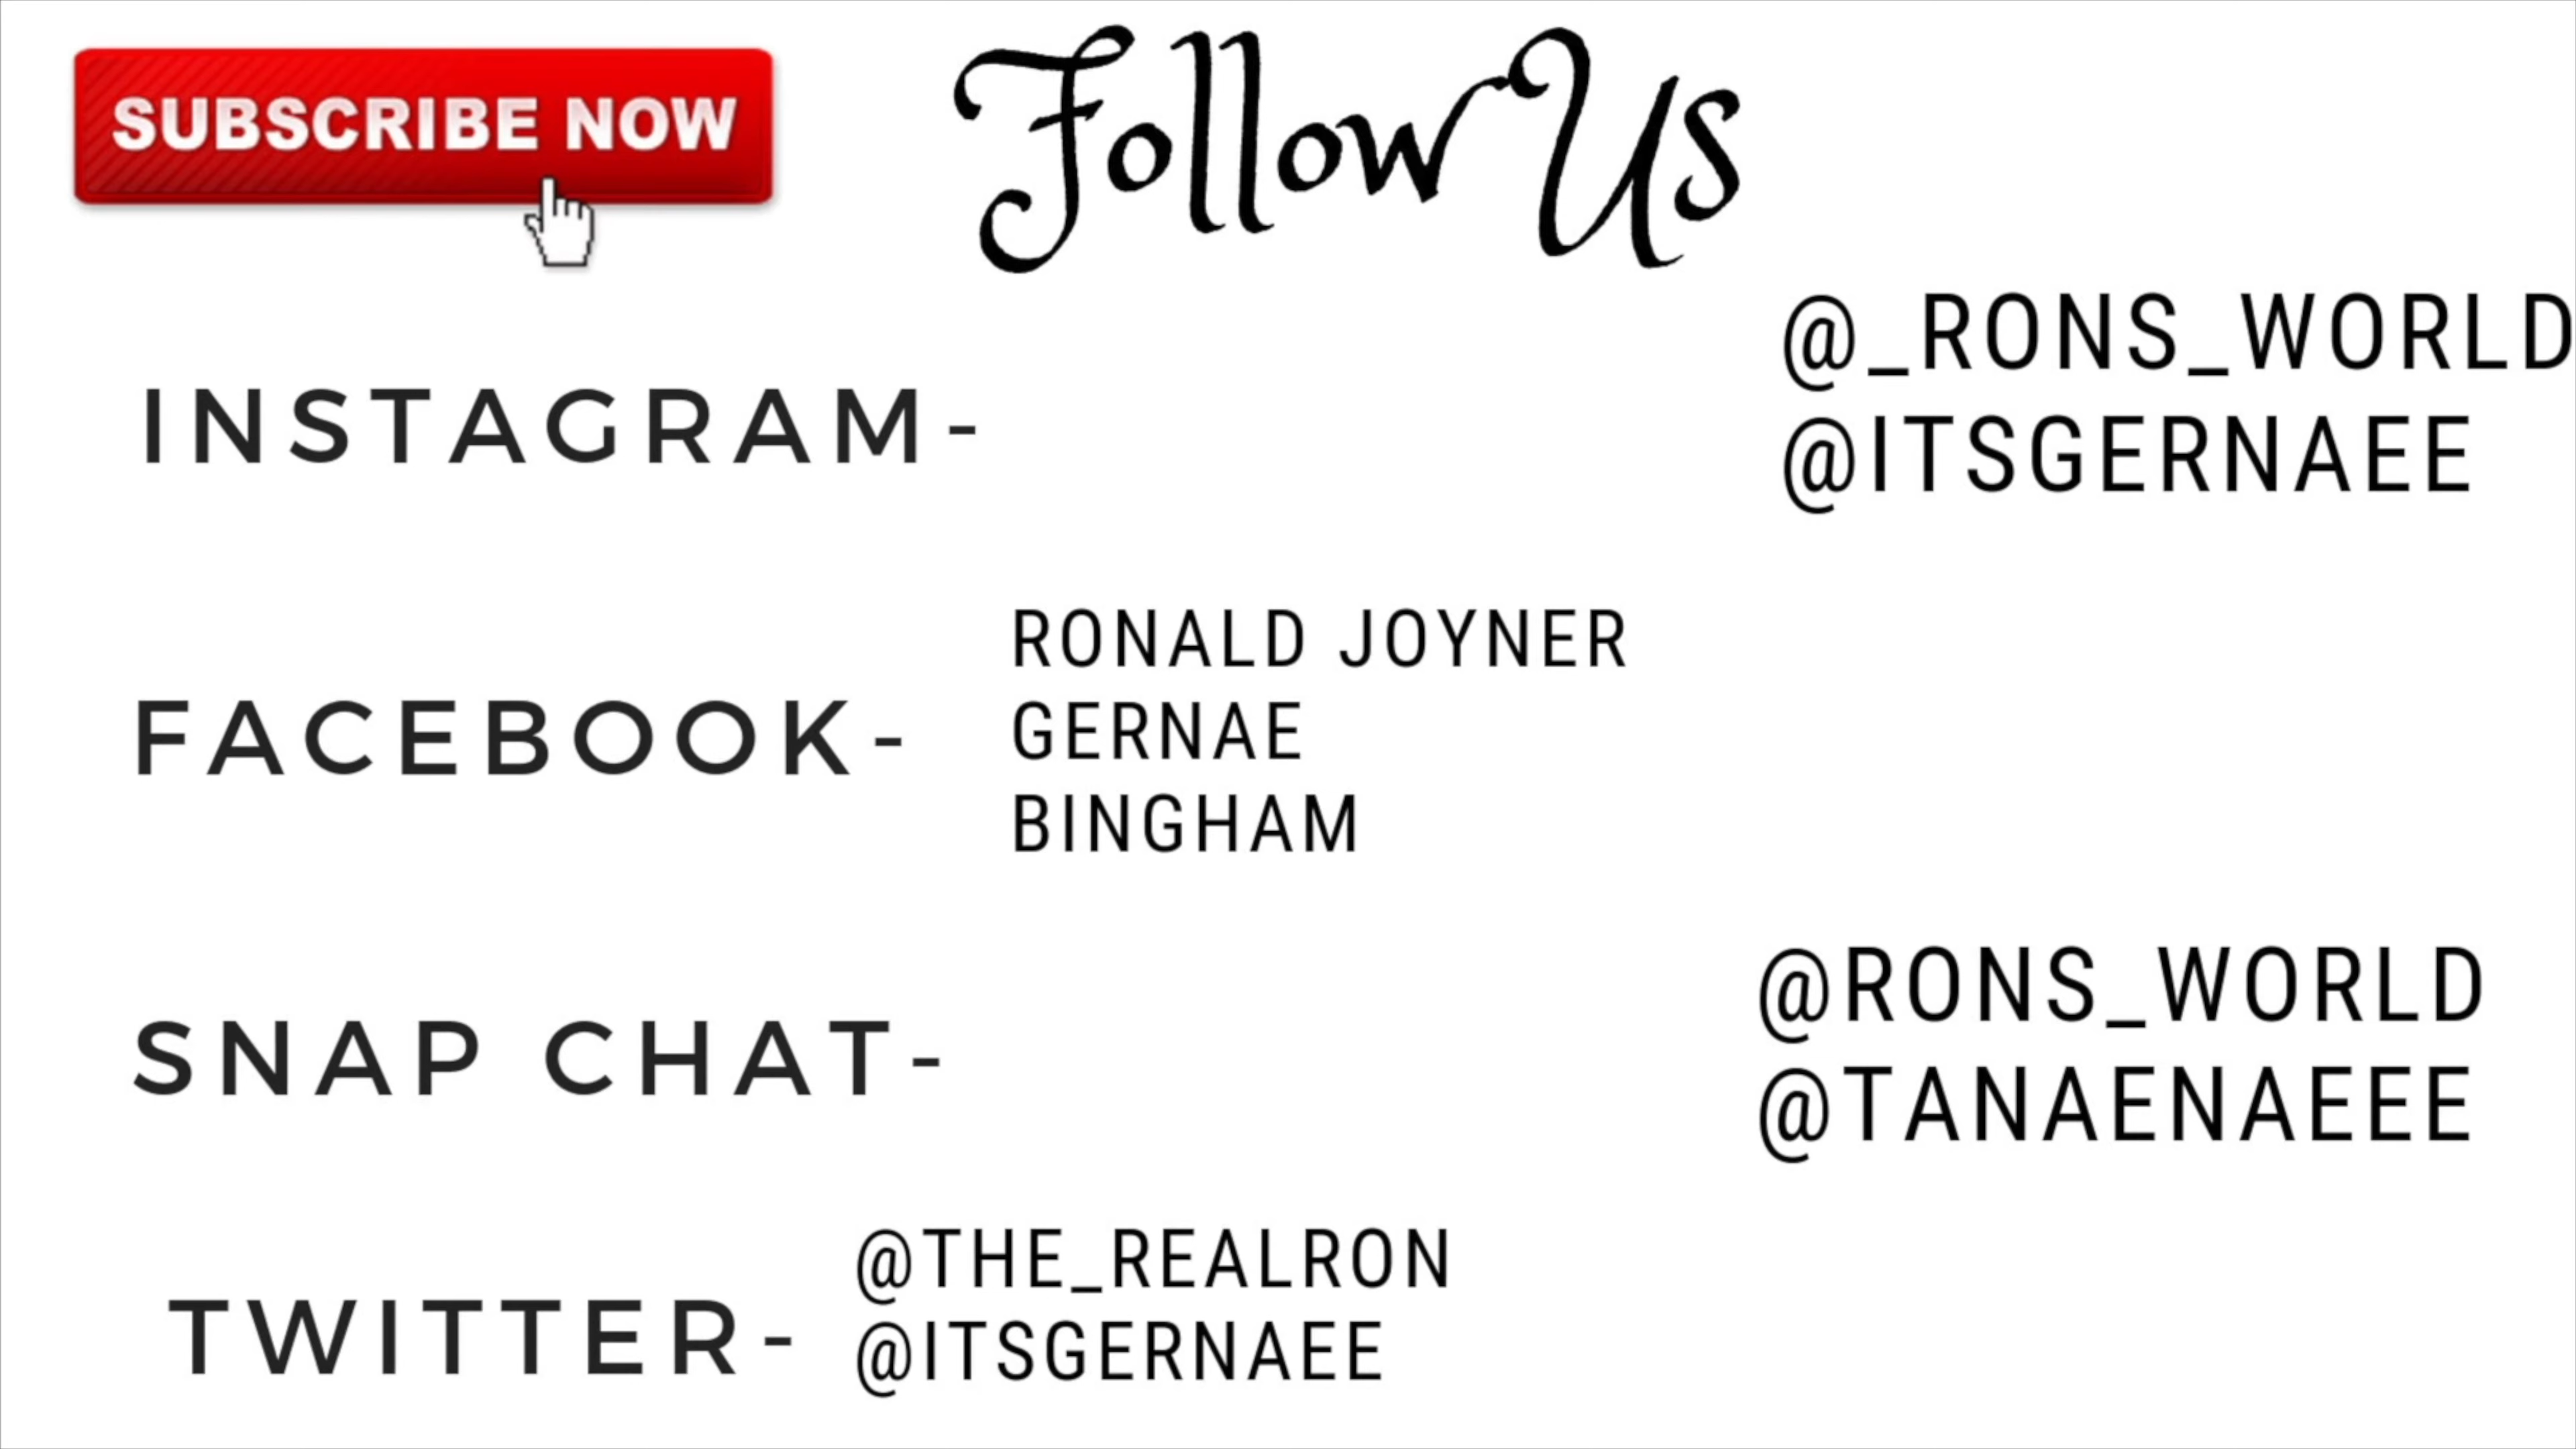 SUBSCRIBE NOW
Follow Us
INSTAGRAM-
@_RONS_WORLD
@ITSGERNAEE
FACEBOOK-
RONALD JOYNER
GERNAE
BINGHAM
SNAP CHAT-
@RONS_WORLD
@TANAENAEEE
TWITTER-
@THE_REALRON
@ITSGERNAEE